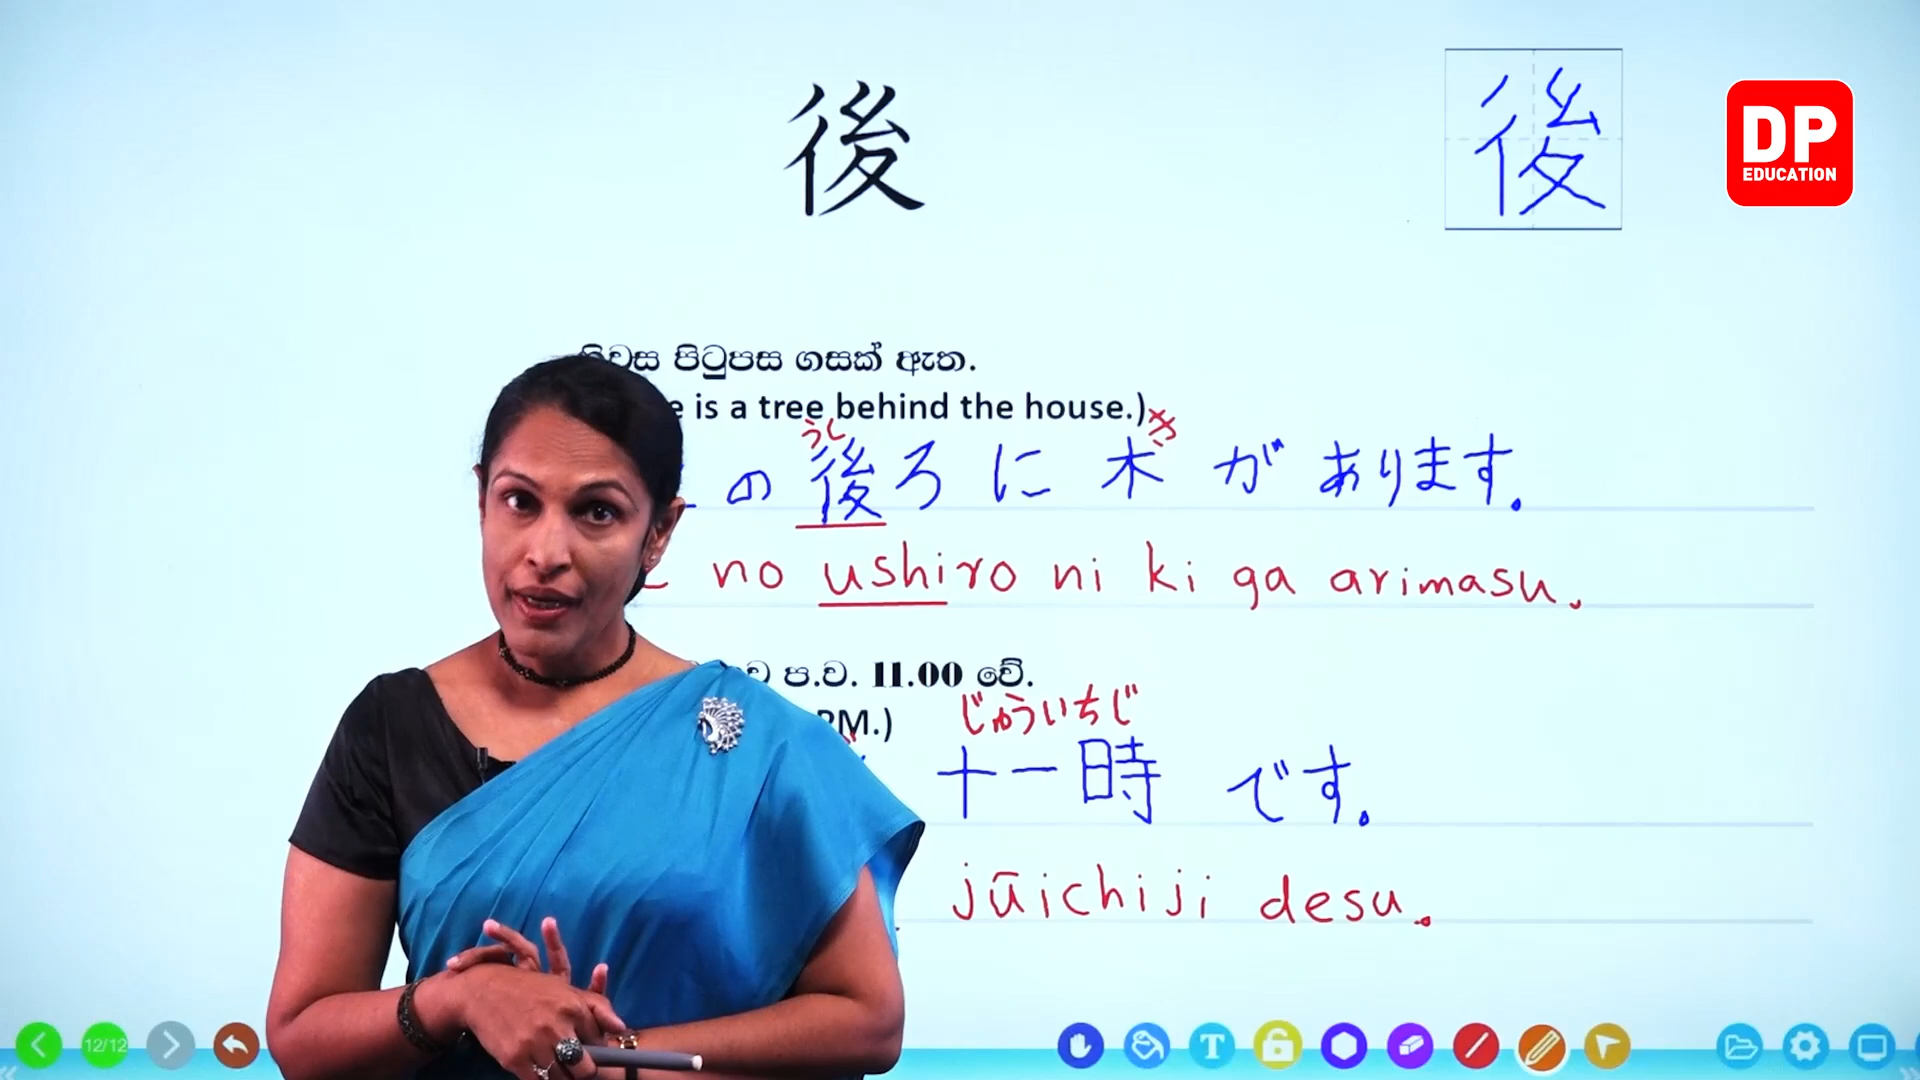 後
後
DP
EDUCATION
පිටුපස ගසක් ඇත.
is a tree behind the house.)
うし き
の 後ろ に 木 が あります。
no ushiro ni ki ga arimasu.
ප.ව. 11.00 වේ.
PM.)
じゅういちじ
十一時 です。
jūichiji desu.
12/12
T